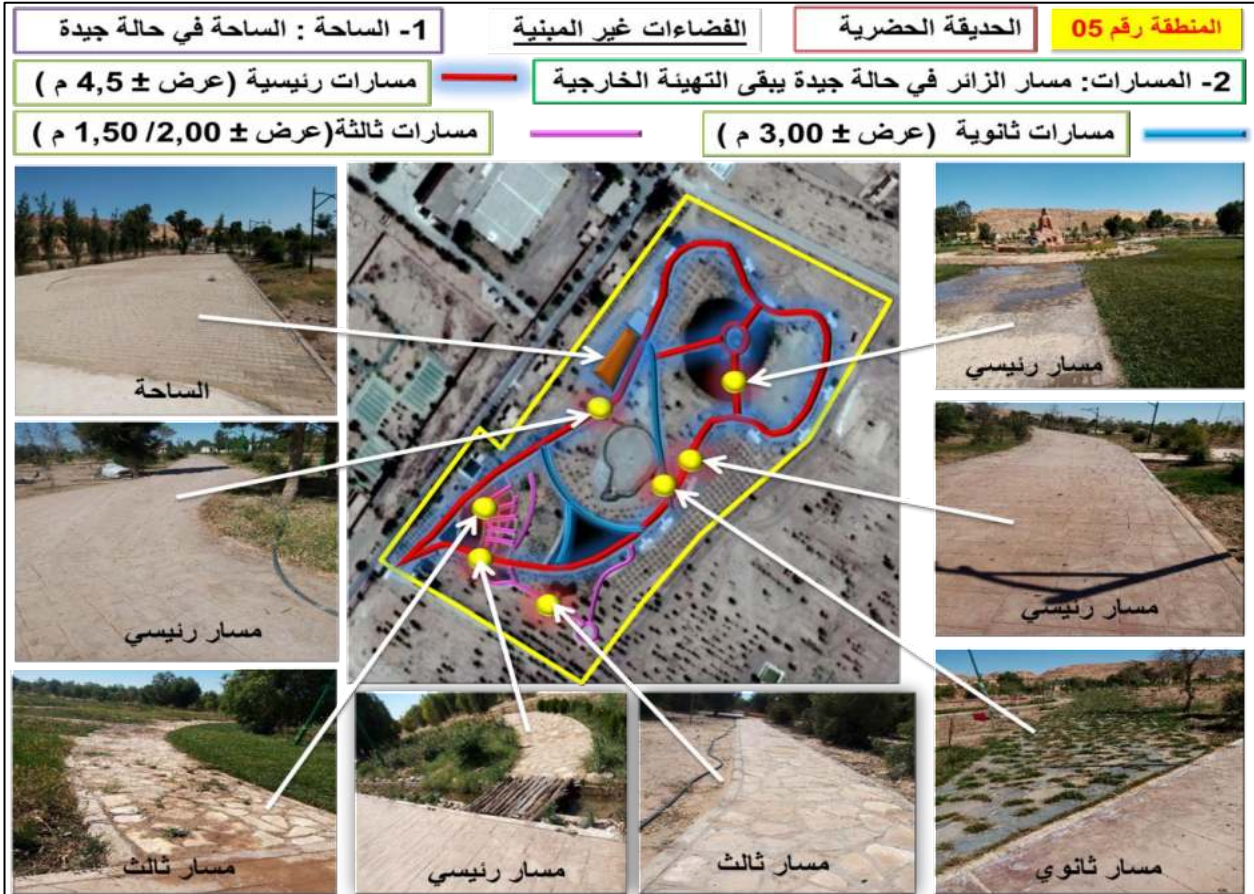 المنطقة رقم 05
الحديقة الحضرية
الفضاءات غير المبنية
1- الساحة : الساحة في حالة جيدة
2- المسارات: مسار الزائر في حالة جيدة يبقى التهيئة الخارجية
مسارات رئيسية (عرض ± 4,5 م )
مسارات ثانوية (عرض ± 3,00 م )
مسارات ثالثة(عرض ± 2,00/ 1,50 م )
مسار رئيسي
الساحة
مسار رئيسي
مسار رئيسي
مسار ثانوي
مسار ثالث
مسار رئيسي
مسار ثالث